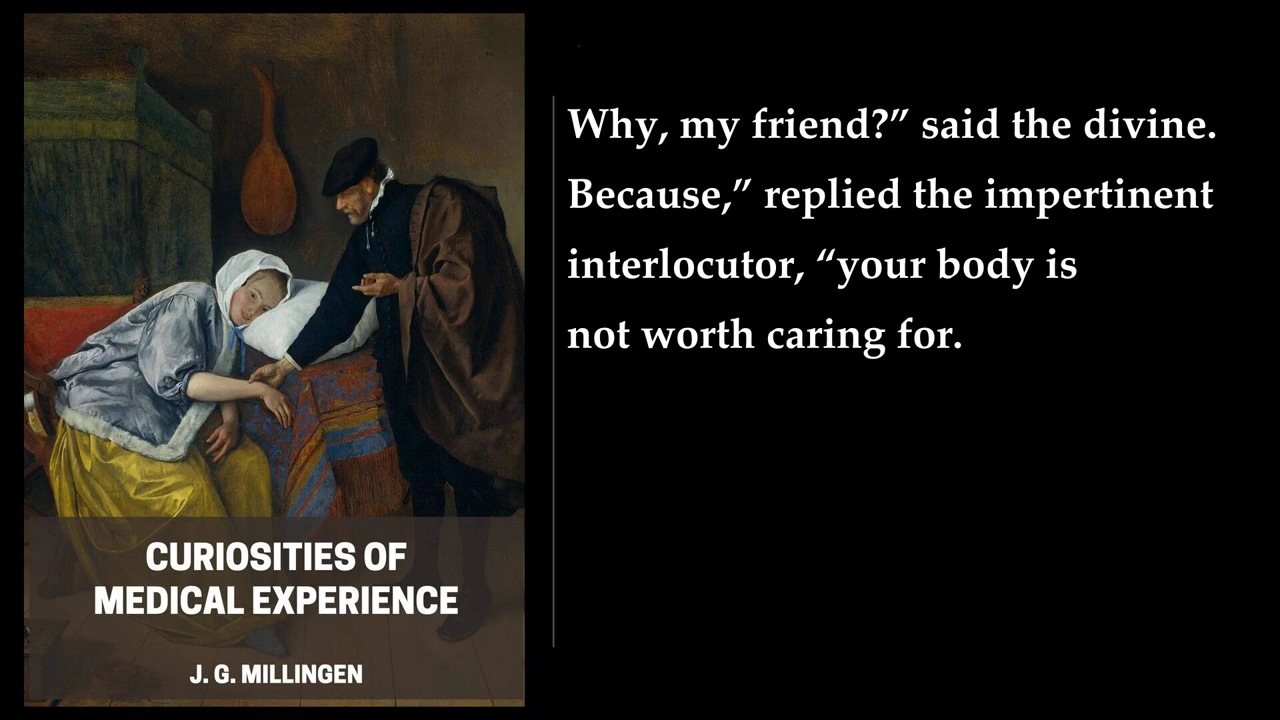 CURIOSITIES OF
MEDICAL EXPERIENCE
J. G. MILLINGEN
Why, my friend?” said the divine.
Because,” replied the impertinent
interlocutor, “your body is
not worth caring for.